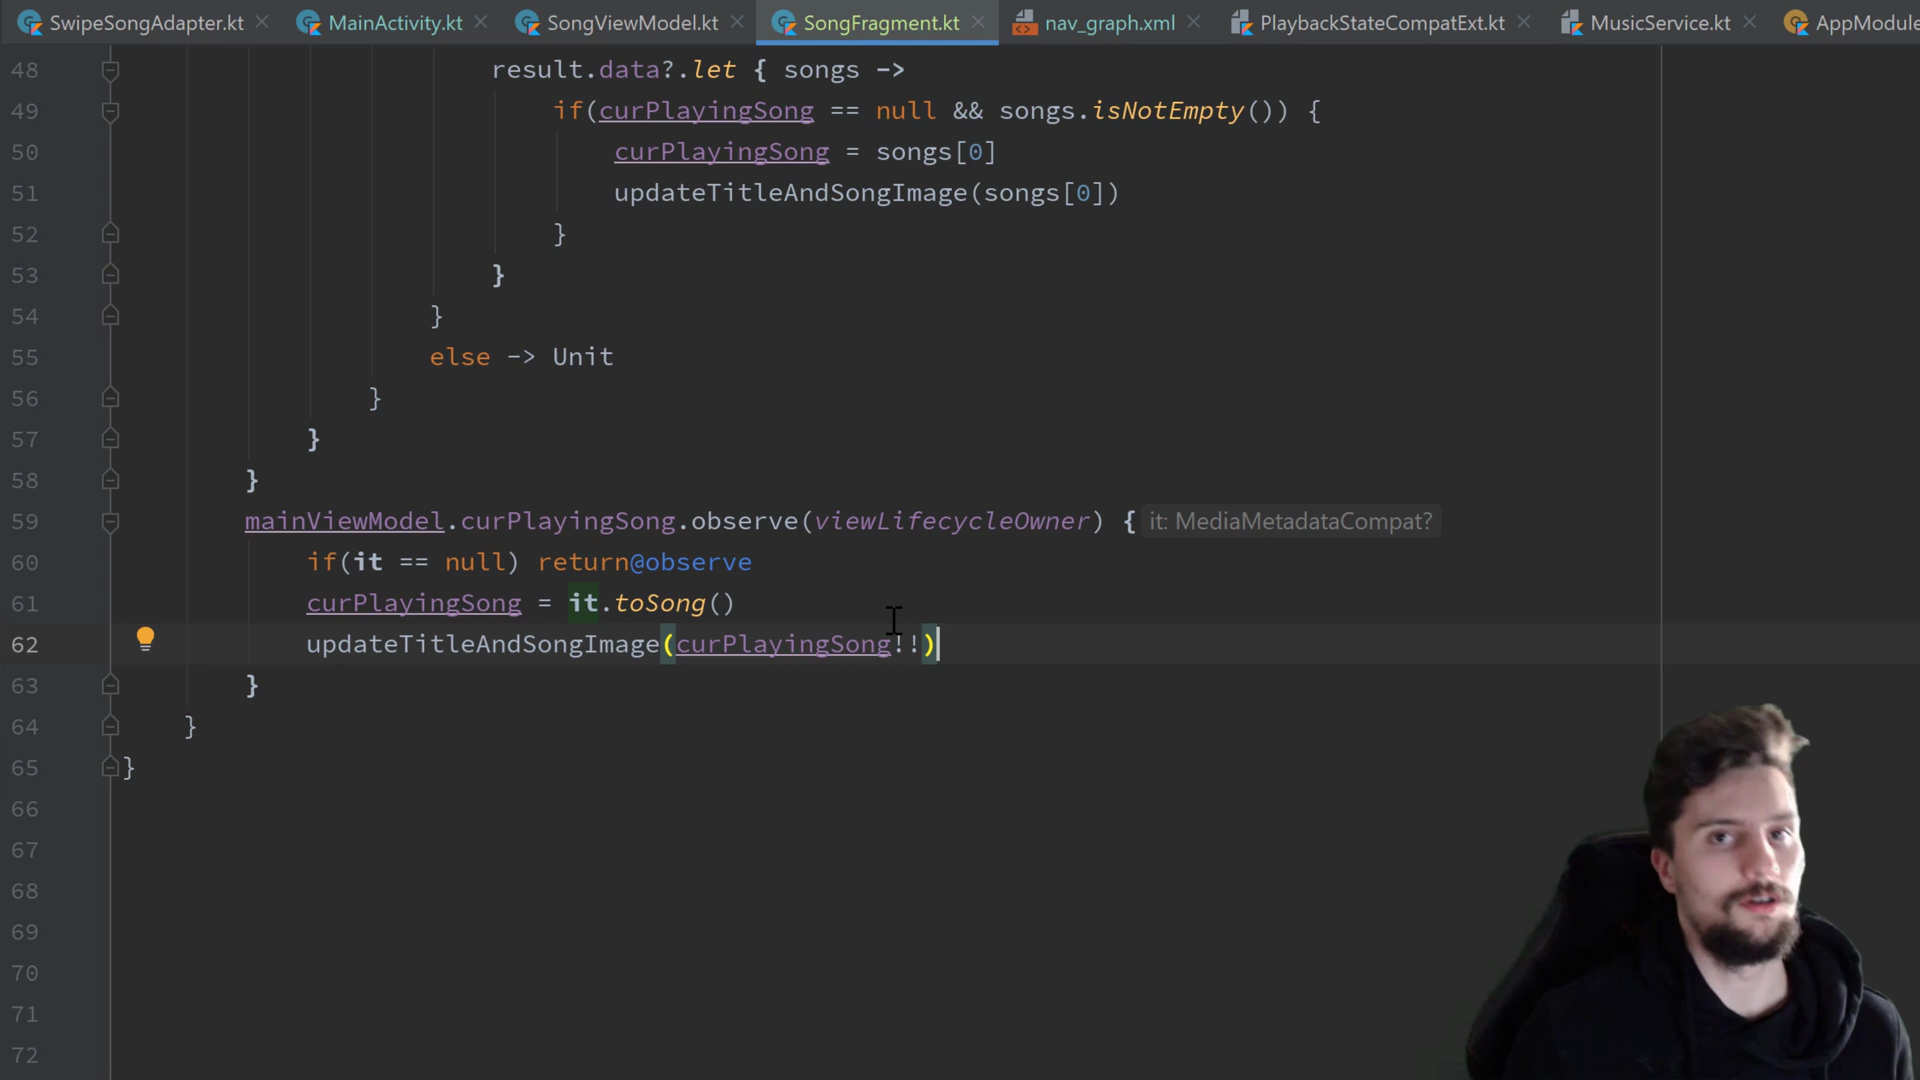 SwipeSongAdapter.kt MainActivity.kt SongViewModel.kt SongFragment.kt nav_graph.xml PlaybackStateCompatExt.kt MusicService.kt AppModule
48 result.data?.let { songs ->
49 if(curPlayingSong == null && songs.isNotEmpty()) {
50 curPlayingSong = songs[0]
51 updateTitleAndSongImage(songs[0])
52 }
53 }
54 }
55 else -> Unit
56 }
57 }
58 }
59 mainViewModel.curPlayingSong.observe(viewLifecycleOwner) { it: MediaMetadataCompat?
60 if(it == null) return@observe
61 curPlayingSong = it.toSong()
62 updateTitleAndSongImage(curPlayingSong!!)
63 }
64 }
65 }
66
67
68
69
70
71
72